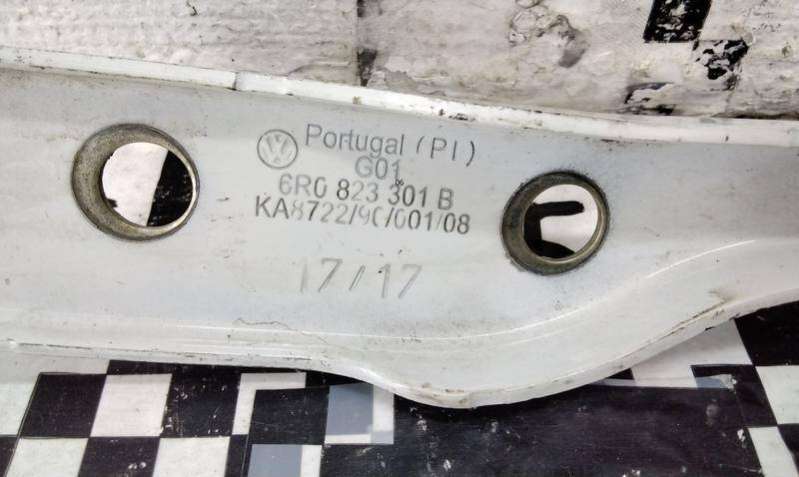 Portugal (PI)
G01
6R0 823 301 B
KA8722/90/001/08
17/17